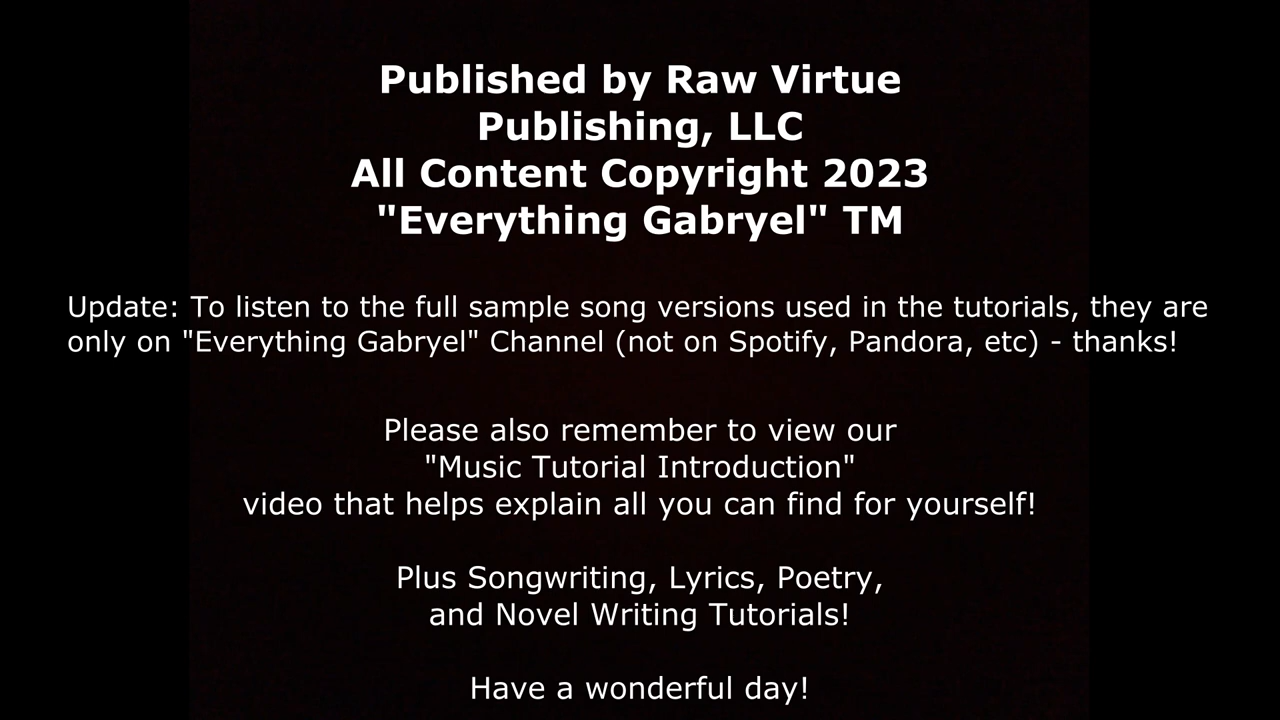 Published by Raw Virtue
Publishing, LLC
All Content Copyright 2023
"Everything Gabryel" TM
Update: To listen to the full sample song versions used in the tutorials, they are
only on "Everything Gabryel" Channel (not on Spotify, Pandora, etc) - thanks!
Please also remember to view our
"Music Tutorial Introduction"
video that helps explain all you can find for yourself!
Plus Songwriting, Lyrics, Poetry,
and Novel Writing Tutorials!
Have a wonderful day!